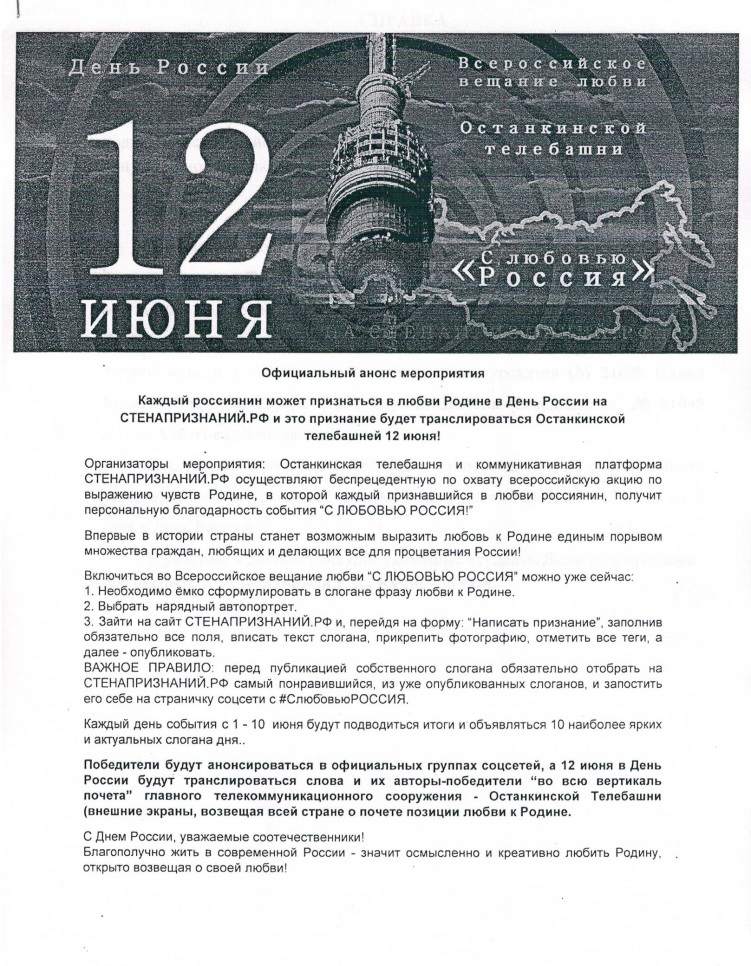 День России
Всероссийское
вещание любви
12
Останкинской
телебашни
«С любовью
Россия»
ИЮНЯ
Официальный анонс мероприятия
Каждый россиянин может признаться в любви Родине в День России на
СТЕНАПРИЗНАНИЙ.РФ и это признание будет транслироваться Останкинской
телебашней 12 июня!
Организаторы мероприятия: Останкинская телебашня и коммуникативная платформа
СТЕНАПРИЗНАНИЙ.РФ осуществляют беспрецедентную по охвату всероссийскую акцию по
выражению чувств Родине, в которой каждый признавшийся в любви россиянин, получит
персональную благодарность события “С ЛЮБОВЬЮ РОССИЯ!”
Впервые в истории страны станет возможным выразить любовь к Родине единым порывом
множества граждан, любящих и делающих все для процветания России!
Включиться во Всероссийское вещание любви “С ЛЮБОВЬЮ РОССИЯ” можно уже сейчас:
1. Необходимо ёмко сформулировать в слогане фразу любви к Родине.
2. Выбрать нарядный автопортрет.
3. Зайти на сайт СТЕНАПРИЗНАНИЙ.РФ и, перейдя на форму: “Написать признание”, заполнив
обязательно все поля, вписать текст слогана, прикрепить фотографию, отметить все теги, а
далее - опубликовать.
ВАЖНОЕ ПРАВИЛО: перед публикацией собственного слогана обязательно отобрать на
СТЕНАПРИЗНАНИЙ.РФ самый понравившийся, из уже опубликованных слоганов, и запостить
его себе на страничку соцсети с #СлюбовьюРОССИЯ.
Каждый день события с 1 - 10 июня будут подводиться итоги и объявляться 10 наиболее ярких
и актуальных слогана дня..
Победители будут анонсироваться в официальных группах соцсетей, а 12 июня в День
России будут транслироваться слова и их авторы-победители “во всю вертикаль
почета” главного телекоммуникационного сооружения - Останкинской Телебашни
(внешние экраны, возвещая всей стране о почете позиции любви к Родине.
С Днем России, уважаемые соотечественники!
Благополучно жить в современной России - значит осмысленно и креативно любить Родину,
открыто возвещая о своей любви!